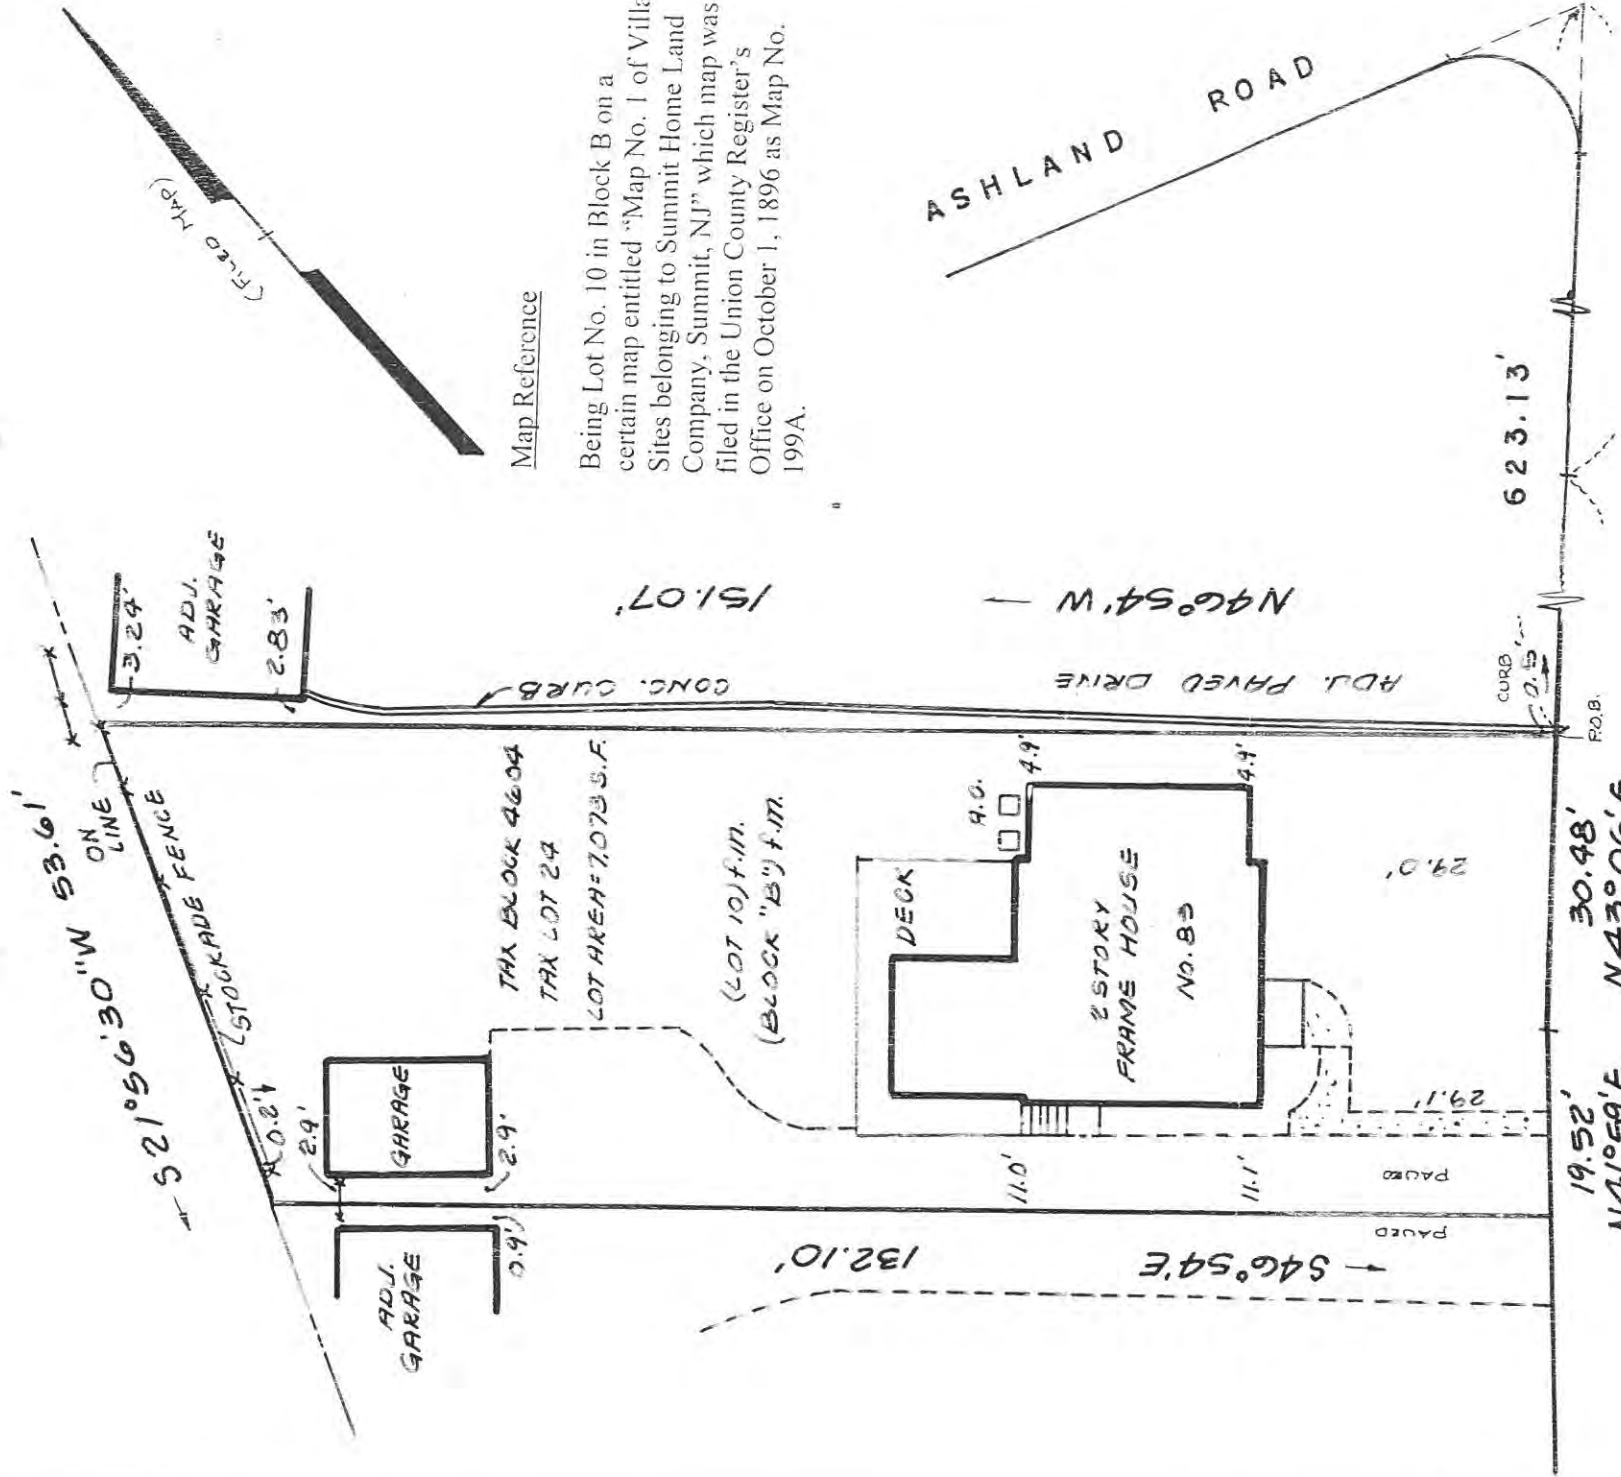 (FILED MAP)
Map Reference
Being Lot No. 10 in Block B on a
certain map entitled "Map No. 1 of Villa
Sites belonging to Summit Home Land
Company, Summit, NJ" which map was
filed in the Union County Register's
Office on October 1, 1896 as Map No.
199A.
ASHLAND ROAD
S21°56'30"W 53.61'
ON
LINE
STOCKADE FENCE
3.24'
ADJ.
GARAGE
2.83'
0.2'
2.9'
GARAGE
2.9'
ADJ.
GARAGE
0.9'
TAX BLOCK 4604
TAX LOT 24
LOT AREA=7,073 S.F.
(LOT 10) f.m.
(BLOCK "B") f.m.
CONC. CURB
151.07'
N46°54'W
ADJ. PAVED DRIVE
DECK
A.C.
4.9'
4.9'
2 STORY
FRAME HOUSE
No. 83
11.0'
11.1'
29.0'
29.1'
PAVED
PAVED
132.10'
S46°54'E
623.13'
CURB
0.5'
P.O.B.
30.48'
19.52'